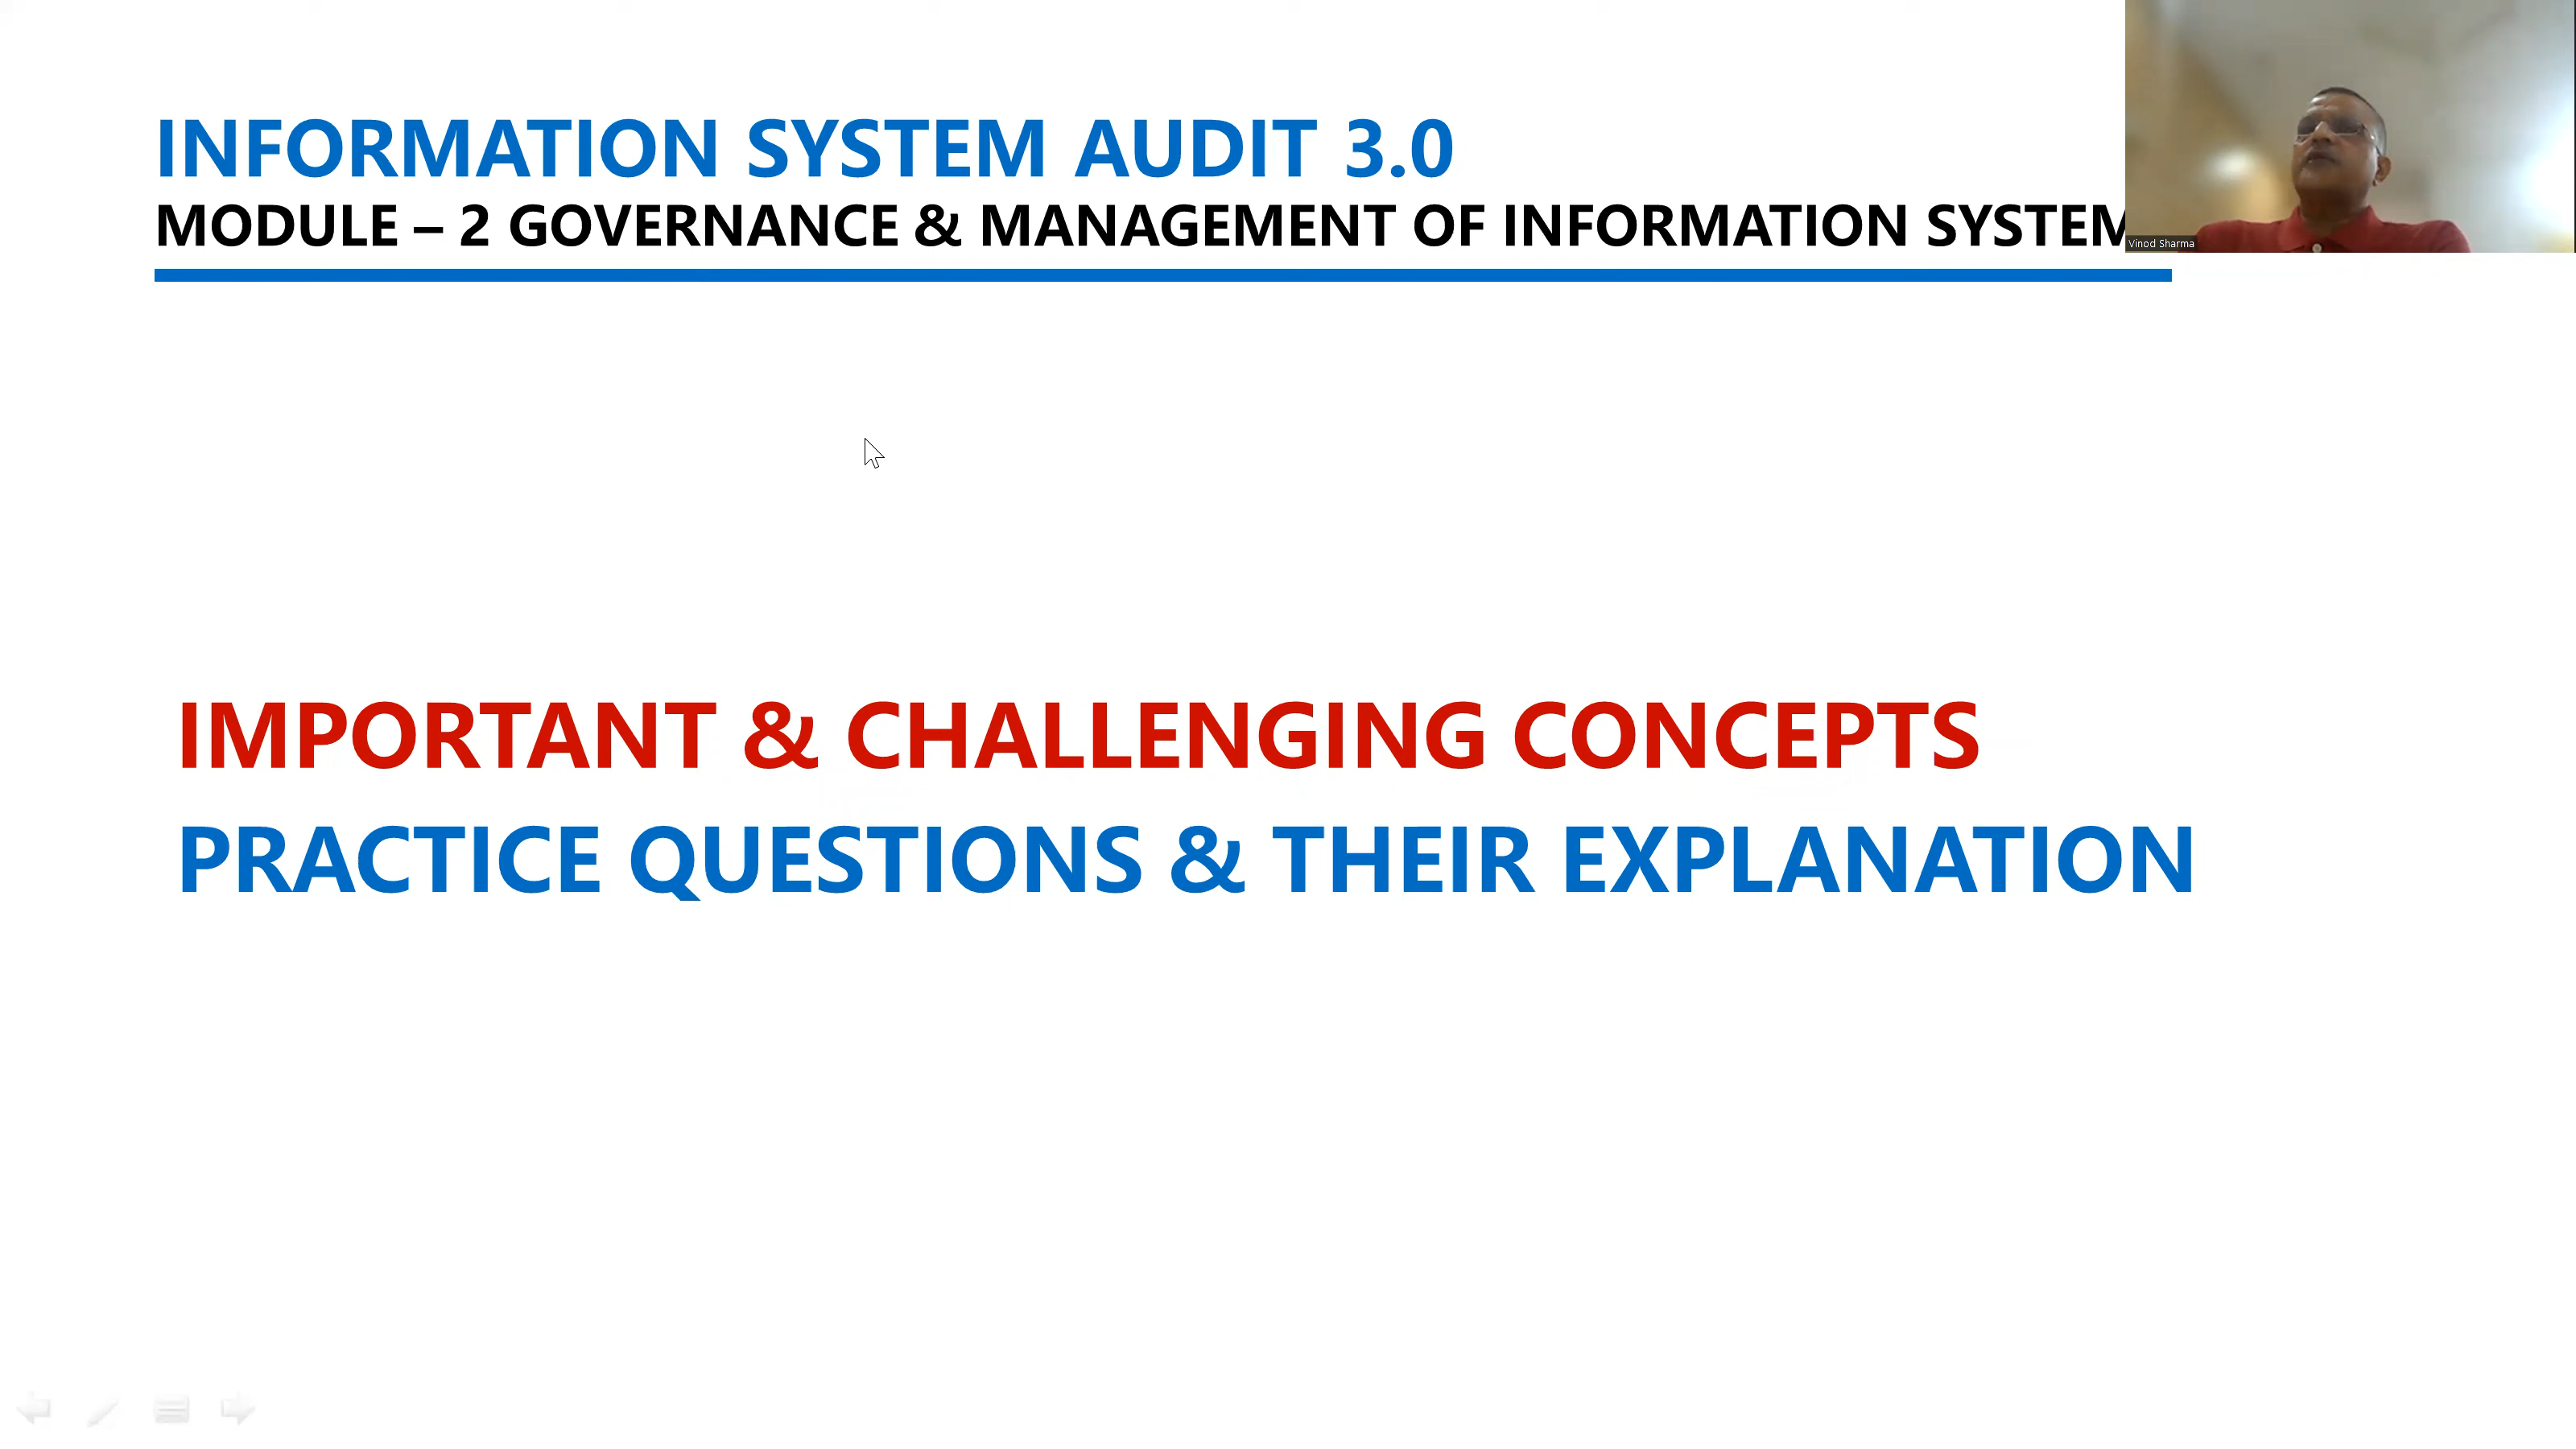 INFORMATION SYSTEM AUDIT 3.0
MODULE – 2 GOVERNANCE & MANAGEMENT OF INFORMATION SYSTEM
Vinod Sharma
IMPORTANT & CHALLENGING CONCEPTS
PRACTICE QUESTIONS & THEIR EXPLANATION